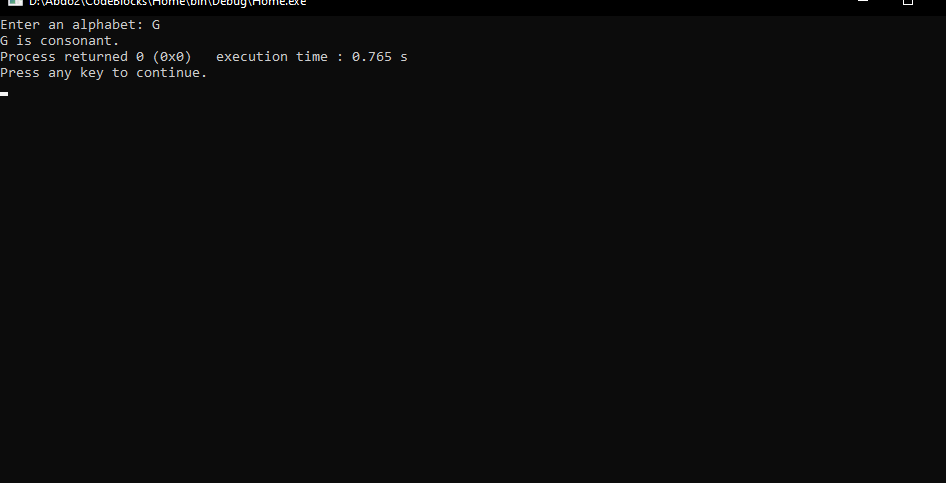 D:\Abdo2\CodeBlocks\Home\bin\Debug\Home.exe
Enter an alphabet: G
G is consonant.
Process returned 0 (0x0)   execution time : 0.765 s
Press any key to continue.